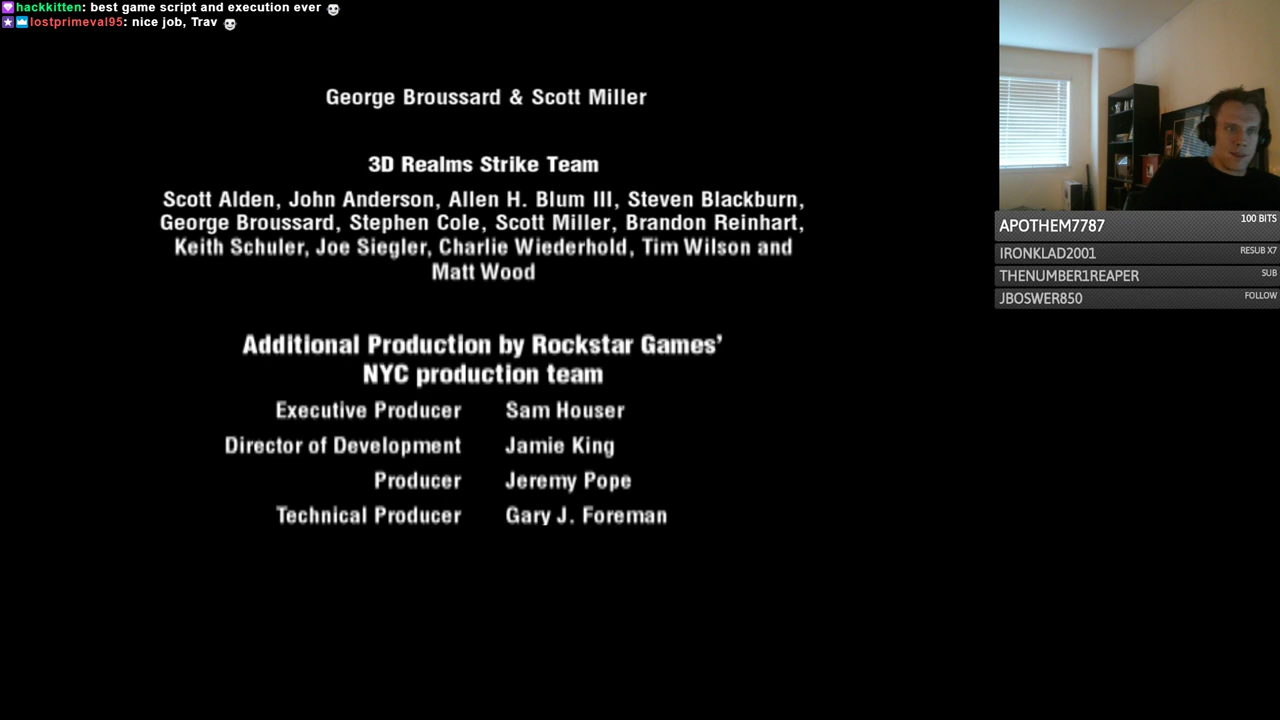 hackkitten: best game script and execution ever
lostprimeval95: nice job, Trav
George Broussard & Scott Miller
3D Realms Strike Team
Scott Alden, John Anderson, Allen H. Blum III, Steven Blackburn,
George Broussard, Stephen Cole, Scott Miller, Brandon Reinhart,
Keith Schuler, Joe Siegler, Charlie Wiederhold, Tim Wilson and
Matt Wood
Additional Production by Rockstar Games’
NYC production team
Executive Producer Sam Houser
Director of Development Jamie King
Producer Jeremy Pope
Technical Producer Gary J. Foreman
APOTHEM7787 100 BITS
IRONKLAD2001 RESUB X7
THENUMBER1REAPER SUB
JBOSWER850 FOLLOW